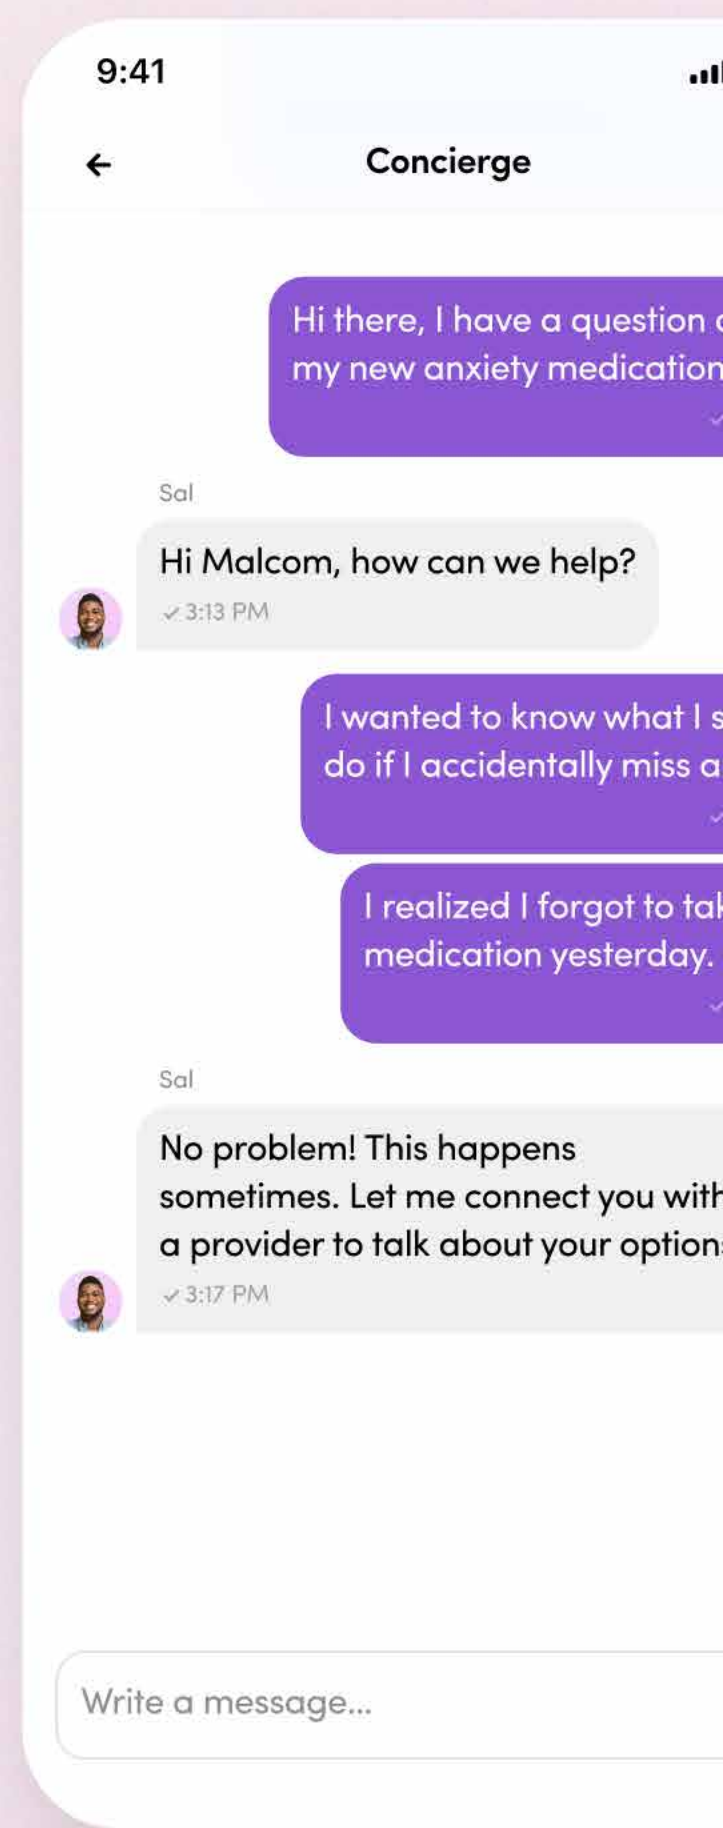 9:41
Concierge
Hi there, I have a question
my new anxiety medication
Sal
Hi Malcom, how can we help?
✓ 3:13 PM
I wanted to know what I
do if I accidentally miss a
I realized I forgot to
medication yesterday.
Sal
No problem! This happens
sometimes. Let me connect you with
a provider to talk about your
✓ 3:17 PM
Write a message...